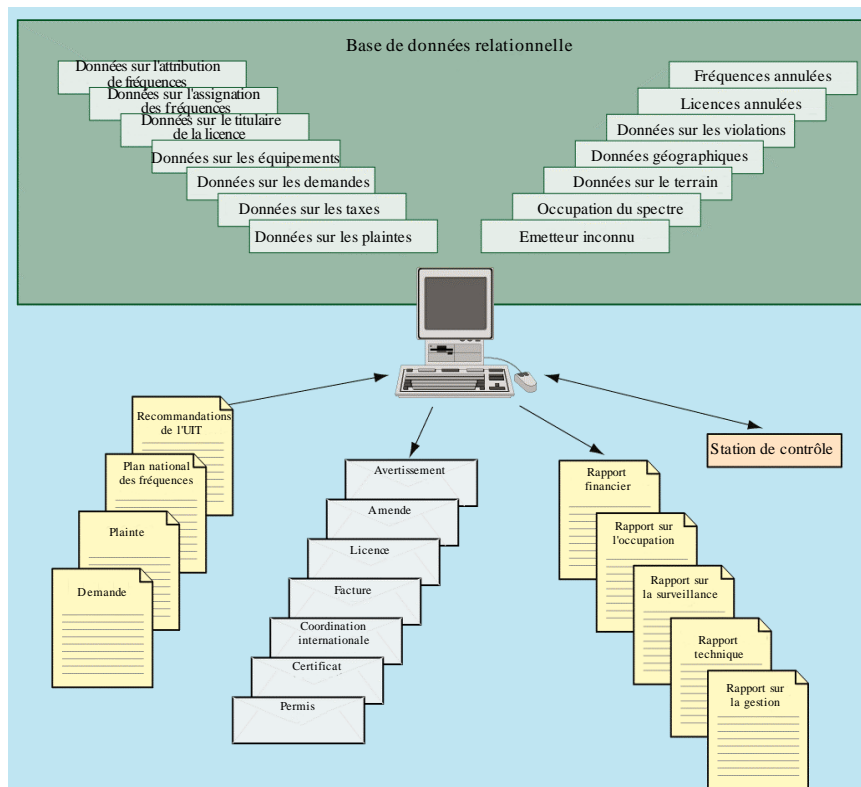 Base de données relationnelle
Données sur l'attribution
de fréquences
Données sur l'assignation
des fréquences
Données sur le titulaire
de la licence
Données sur les équipements
Données sur les demandes
Données sur les taxes
Données sur les plaintes
Fréquences annulées
Licences annulées
Données sur les violations
Données géographiques
Données sur le terrain
Occupation du spectre
Emetteur inconnu
Recommandations
de l'UIT
Plan national
des fréquences
Plainte
Demande
Avertissement
Amende
Licence
Facture
Coordination
internationale
Certificat
Permis
Rapport
financier
Rapport sur
l'occupation
Rapport sur
la surveillance
Rapport
technique
Rapport sur
la gestion
Station de contrôle